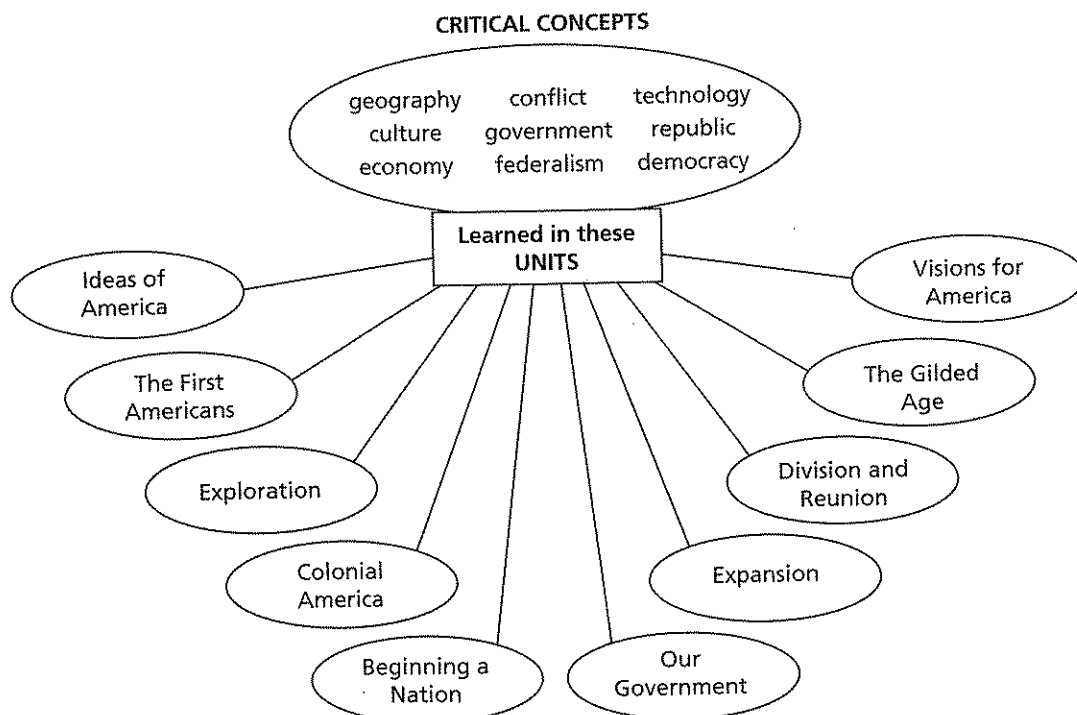 CRITICAL CONCEPTS
geography conflict technology
culture government republic
economy federalism democracy
Learned in these
UNITS
Ideas of
America
The First
Americans
Exploration
Colonial
America
Beginning a
Nation
Our
Government
Expansion
Division and
Reunion
The Gilded
Age
Visions for
America